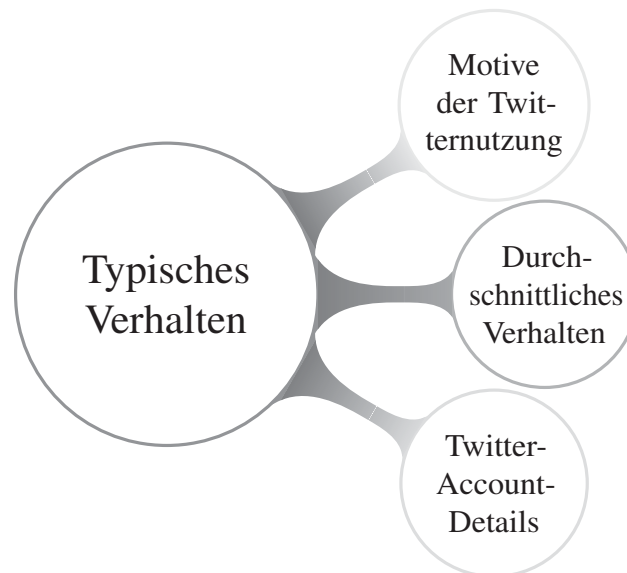 Motive
der Twit-
ternutzung
Typisches
Verhalten
Durch-
schnittliches
Verhalten
Twitter-
Account-
Details